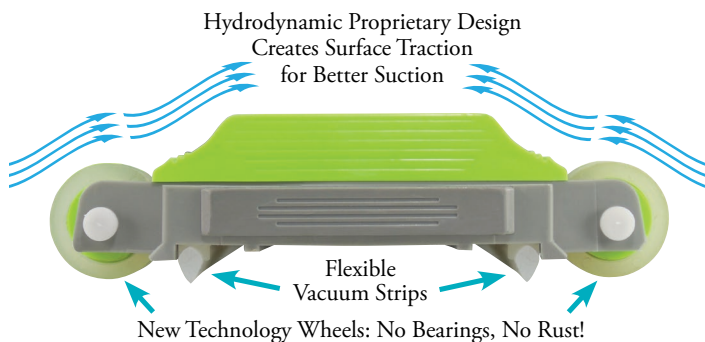 Hydrodynamic Proprietary Design
Creates Surface Traction
for Better Suction
Flexible
Vacuum Strips
New Technology Wheels: No Bearings, No Rust!